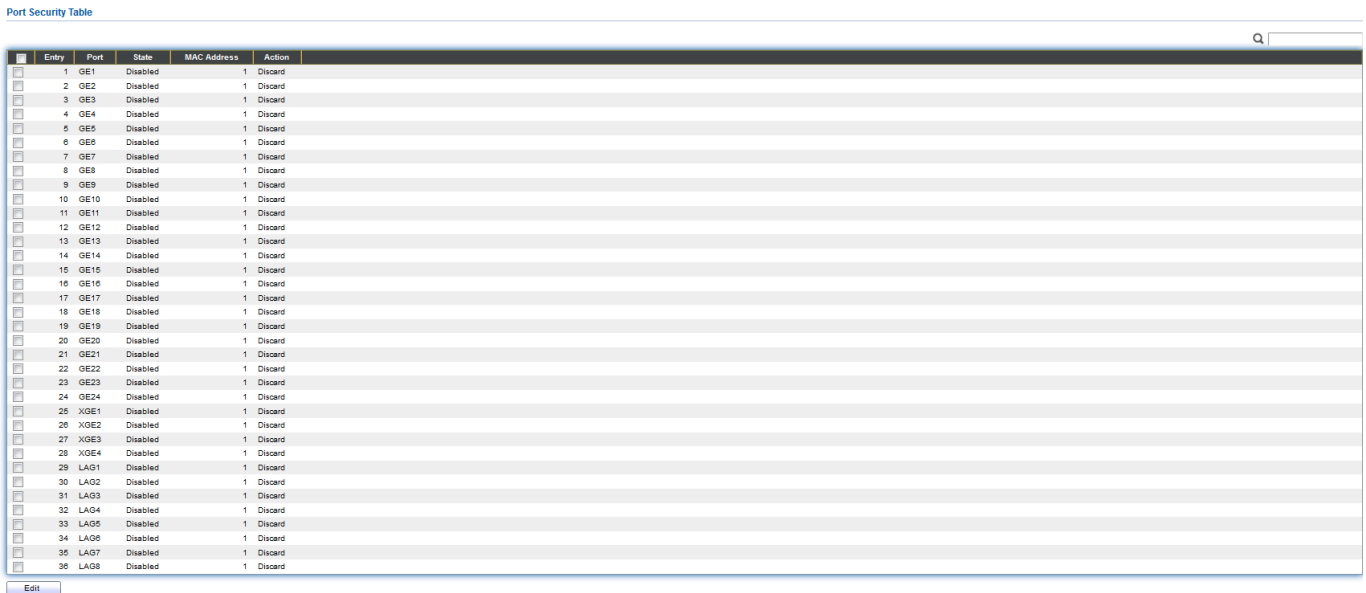 Port Security Table
Entry Port State MAC Address Action
1 GE1 Disabled 1 Discard
2 GE2 Disabled 1 Discard
3 GE3 Disabled 1 Discard
4 GE4 Disabled 1 Discard
5 GE5 Disabled 1 Discard
6 GE6 Disabled 1 Discard
7 GE7 Disabled 1 Discard
8 GE8 Disabled 1 Discard
9 GE9 Disabled 1 Discard
10 GE10 Disabled 1 Discard
11 GE11 Disabled 1 Discard
12 GE12 Disabled 1 Discard
13 GE13 Disabled 1 Discard
14 GE14 Disabled 1 Discard
15 GE15 Disabled 1 Discard
16 GE16 Disabled 1 Discard
17 GE17 Disabled 1 Discard
18 GE18 Disabled 1 Discard
19 GE19 Disabled 1 Discard
20 GE20 Disabled 1 Discard
21 GE21 Disabled 1 Discard
22 GE22 Disabled 1 Discard
23 GE23 Disabled 1 Discard
24 GE24 Disabled 1 Discard
25 XGE1 Disabled 1 Discard
26 XGE2 Disabled 1 Discard
27 XGE3 Disabled 1 Discard
28 XGE4 Disabled 1 Discard
29 LAG1 Disabled 1 Discard
30 LAG2 Disabled 1 Discard
31 LAG3 Disabled 1 Discard
32 LAG4 Disabled 1 Discard
33 LAG5 Disabled 1 Discard
34 LAG6 Disabled 1 Discard
35 LAG7 Disabled 1 Discard
36 LAG8 Disabled 1 Discard
Edit